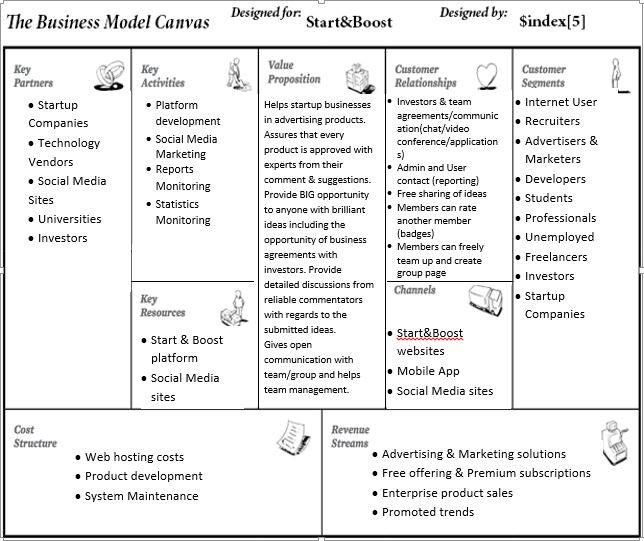 The Business Model Canvas
Designed for:
Start&Boost
Designed by:
$index[5]
Key
Partners
• Startup
Companies
• Technology
Vendors
• Social Media
Sites
• Universities
• Investors
Key
Activities
• Platform
development
• Social Media
Marketing
• Reports
Monitoring
• Statistics
Monitoring
Key
Resources
• Start & Boost
platform
• Social Media
sites
Value
Proposition
Helps startup businesses
in advertising products.
Assures that every
product is approved with
experts from their
comment & suggestions.
Provide BIG opportunity
to anyone with brilliant
ideas including the
opportunity of business
agreements with
investors. Provide
detailed discussions from
reliable commentators
with regards to the
submitted ideas.
Gives open
communication with
team/group and helps
team management.
Customer
Relationships
• Investors & team
agreements/communic
ation(chat/video
conference/application
s)
• Admin and User
contact (reporting)
• Free sharing of ideas
• Members can rate
another member
(badges)
• Members can freely
team up and create
group page
Channels
• Start&Boost
websites
• Mobile App
• Social Media sites
Customer
Segments
• Internet User
• Recruiters
• Advertisers &
Marketers
• Developers
• Students
• Professionals
• Unemployed
• Freelancers
• Investors
• Startup
Companies
Cost
Structure
• Web hosting costs
• Product development
• System Maintenance
Revenue
Streams
• Advertising & Marketing solutions
• Free offering & Premium subscriptions
• Enterprise product sales
• Promoted trends